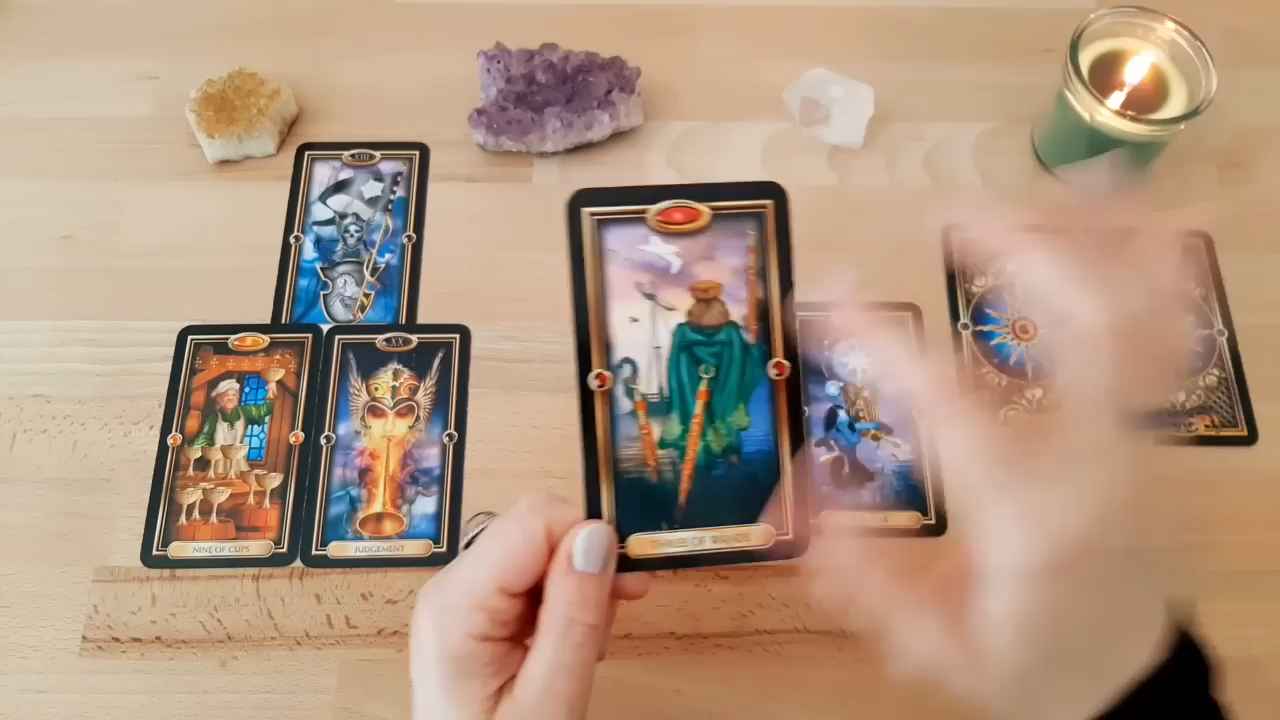 XIII
NINE OF CUPS
XX
JUDGEMENT
THREE OF WANDS